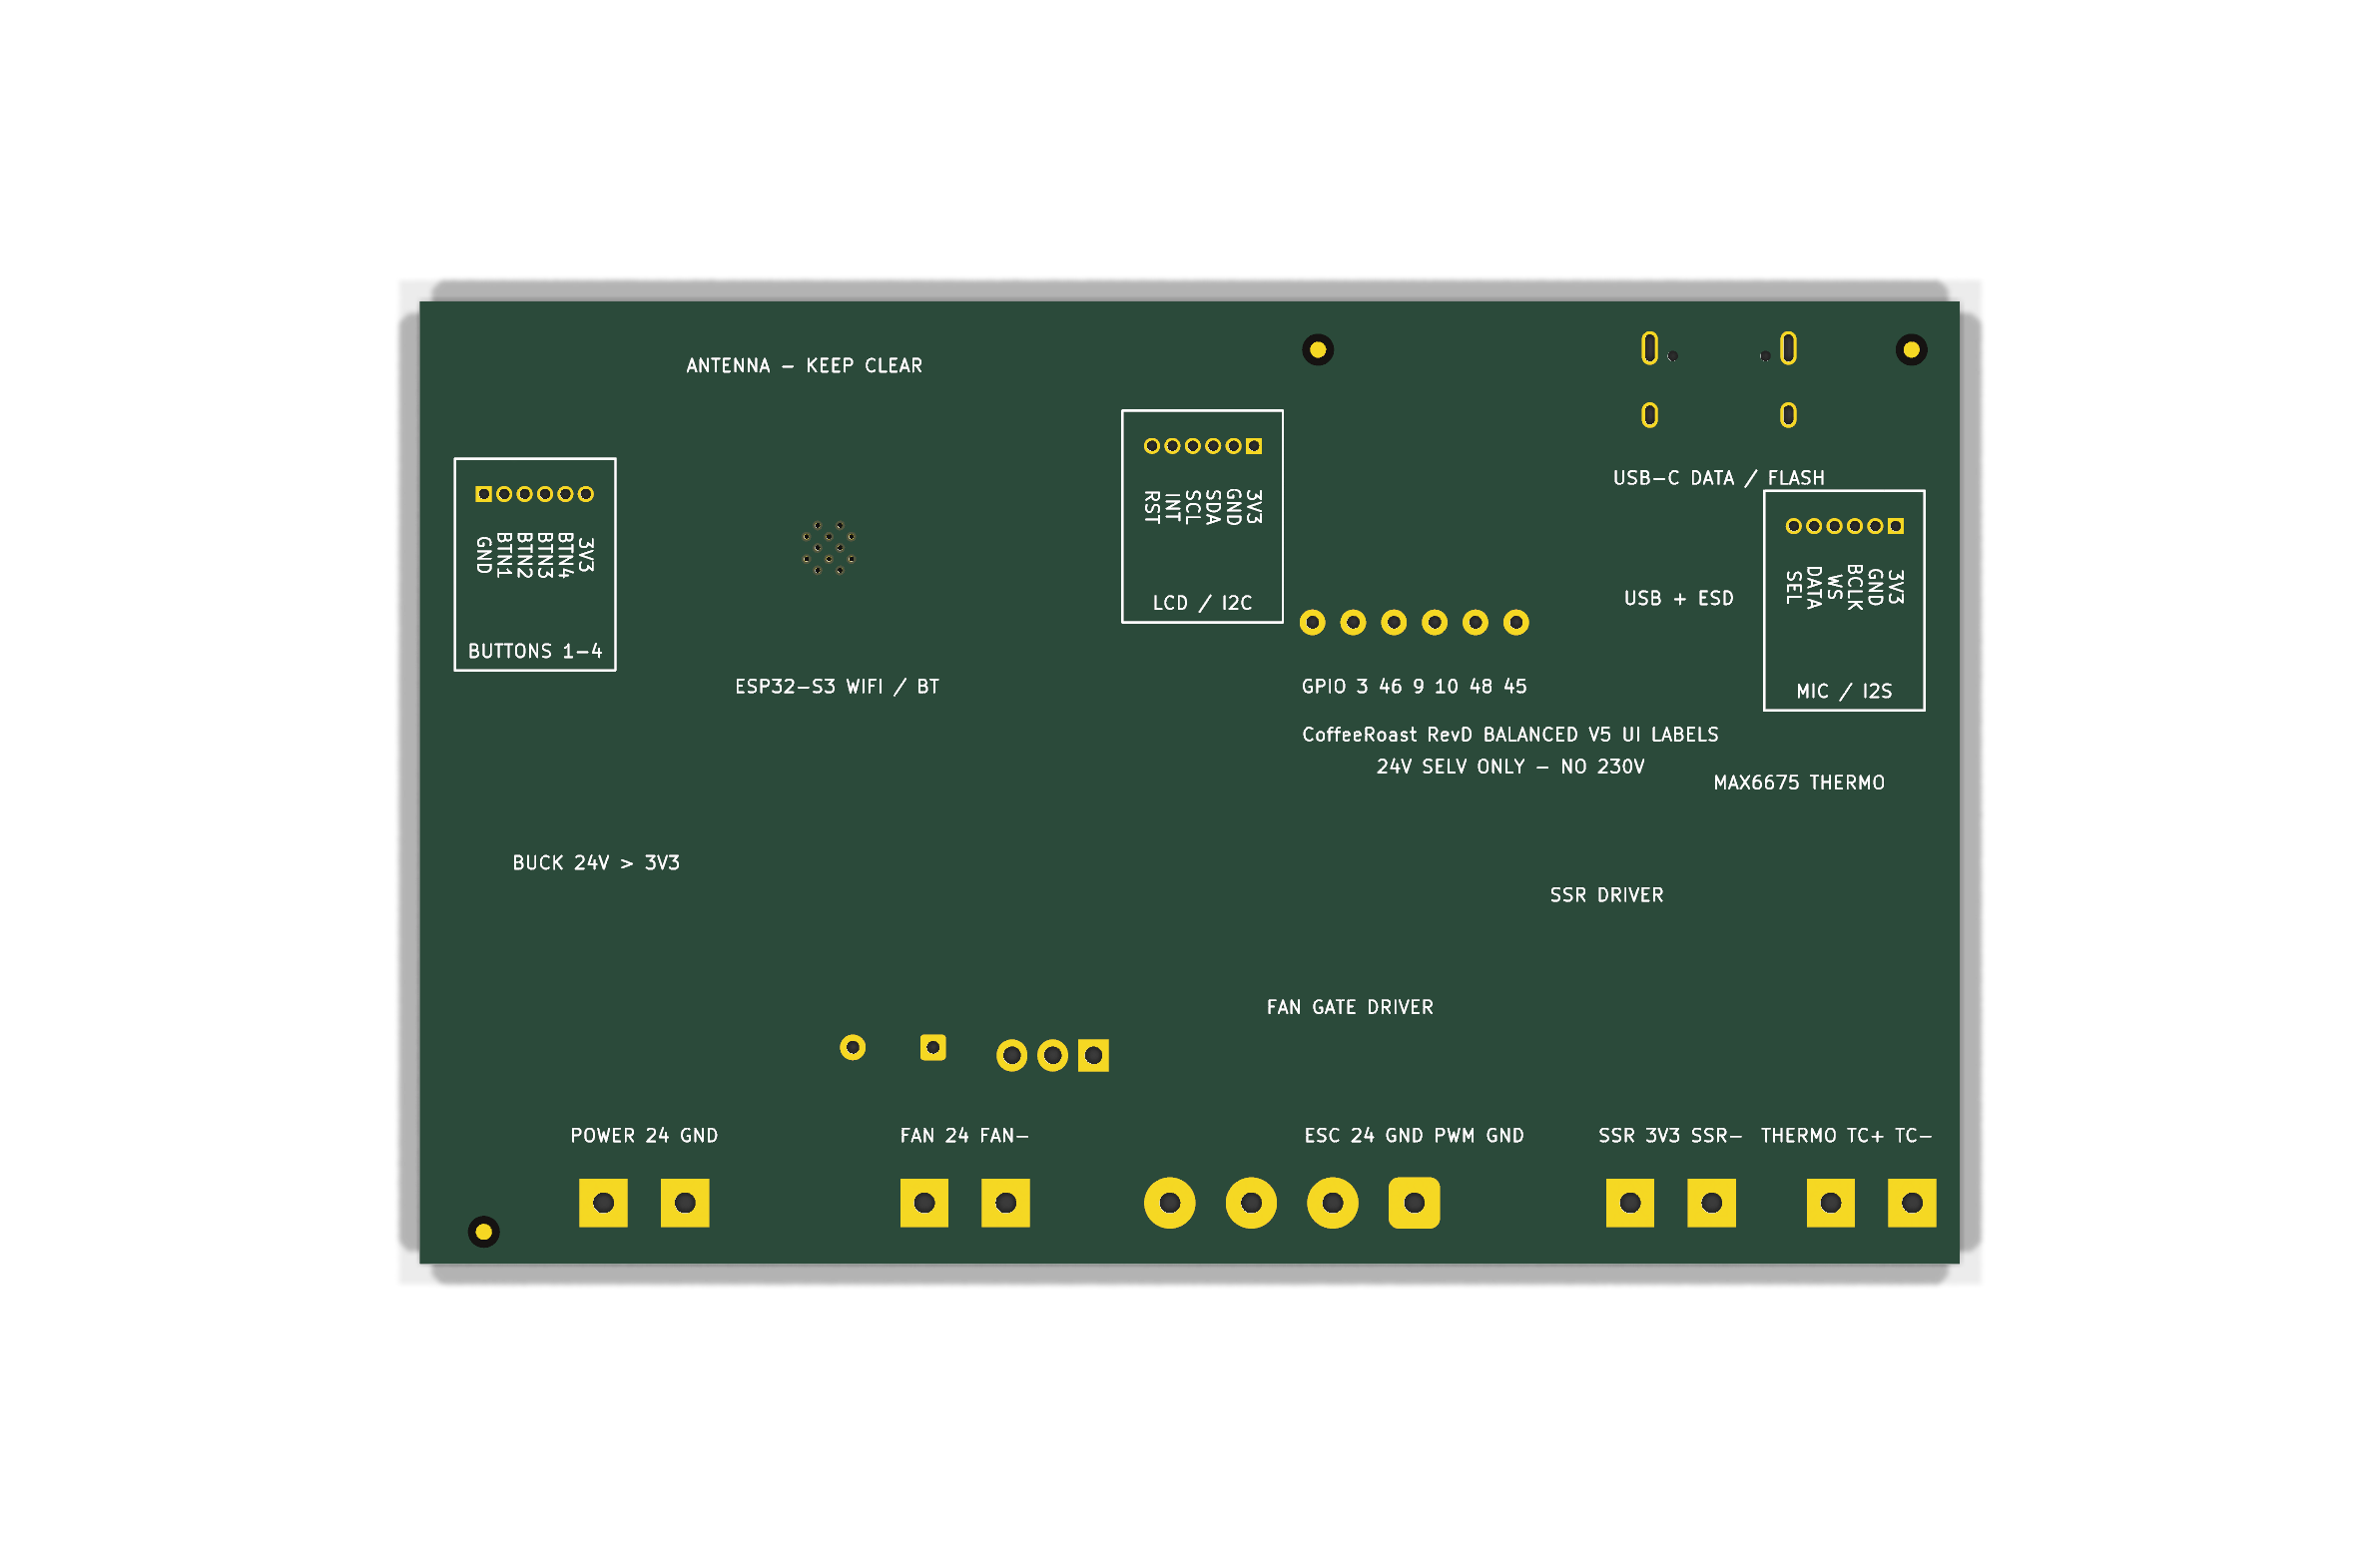 ANTENNA - KEEP CLEAR
USB-C DATA / FLASH
RST
INT
SCL
SDA
GND
3V3
LCD / I2C
GND
BTN1
BTN2
BTN3
BTN4
3V3
BUTTONS 1-4
SEL
DATA
WS
BCLK
GND
3V3
MIC / I2S
USB + ESD
ESP32-S3 WIFI / BT
GPIO 3 46 9 10 48 45
CoffeeRoast RevD BALANCED V5 UI LABELS
24V SELV ONLY - NO 230V
MAX6675 THERMO
BUCK 24V > 3V3
SSR DRIVER
FAN GATE DRIVER
POWER 24 GND
FAN 24 FAN-
ESC 24 GND PWM GND
SSR 3V3 SSR-
THERMO TC+ TC-